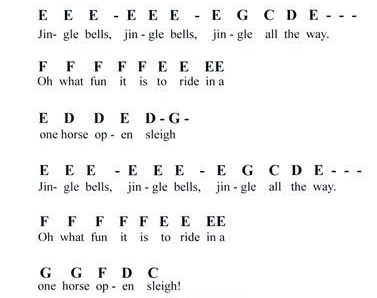 E E E - E E E - E G C D E - - -
Jin- gle bells, jin - gle bells, jin - gle all the way.
F F F F F E E EE
Oh what fun it is to ride in a
E D D E D - G -
one horse op - en sleigh
E E E - E E E - E G C D E - - -
Jin- gle bells, jin - gle bells, jin - gle all the way.
F F F F F E E EE
Oh what fun it is to ride in a
G G F D C
one horse op - en sleigh!